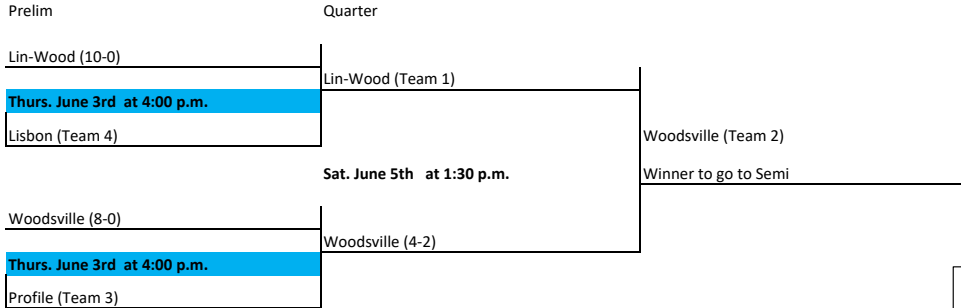 Prelim
Quarter
Lin-Wood (10-0)
Lin-Wood (Team 1)
Thurs. June 3rd  at 4:00 p.m.
Lisbon (Team 4)
Woodsville (Team 2)
Sat. June 5th   at 1:30 p.m.
Winner to go to Semi
Woodsville (8-0)
Woodsville (4-2)
Thurs. June 3rd  at 4:00 p.m.
Profile (Team 3)